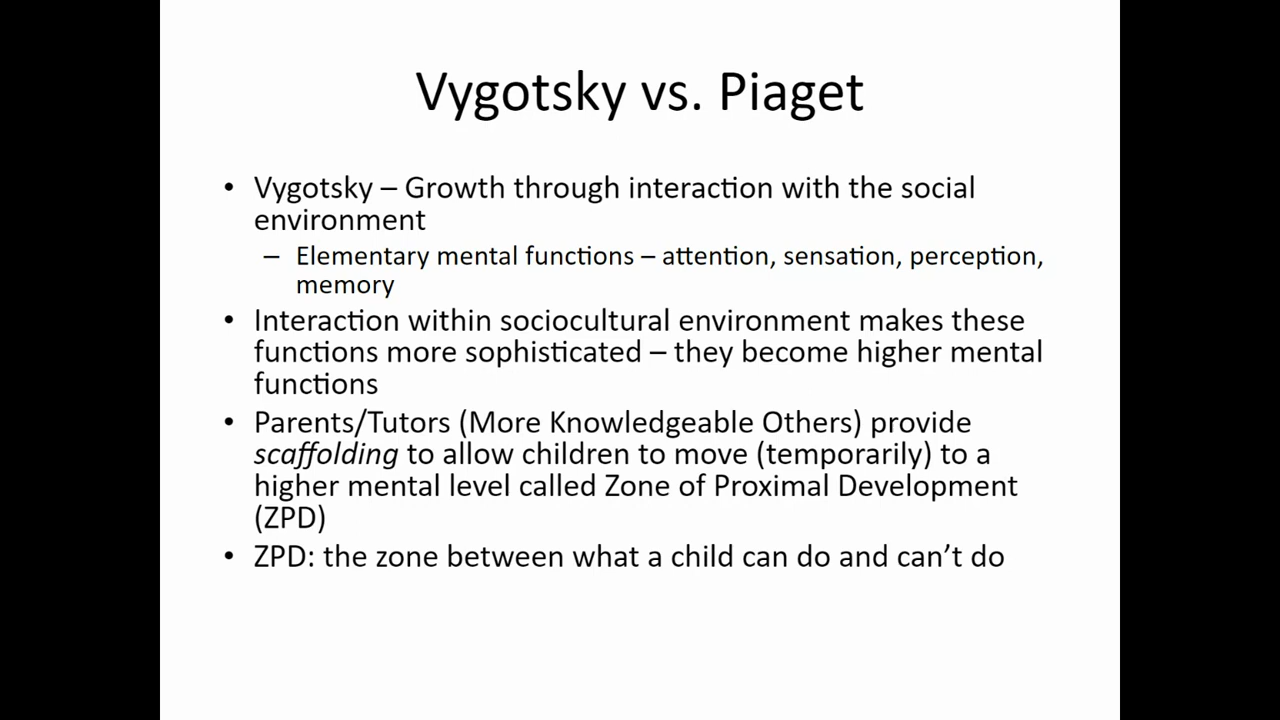 Vygotsky vs. Piaget
• Vygotsky – Growth through interaction with the social
environment
– Elementary mental functions – attention, sensation, perception,
memory
• Interaction within sociocultural environment makes these
functions more sophisticated – they become higher mental
functions
• Parents/Tutors (More Knowledgeable Others) provide
scaffolding to allow children to move (temporarily) to a
higher mental level called Zone of Proximal Development
(ZPD)
• ZPD: the zone between what a child can do and can’t do